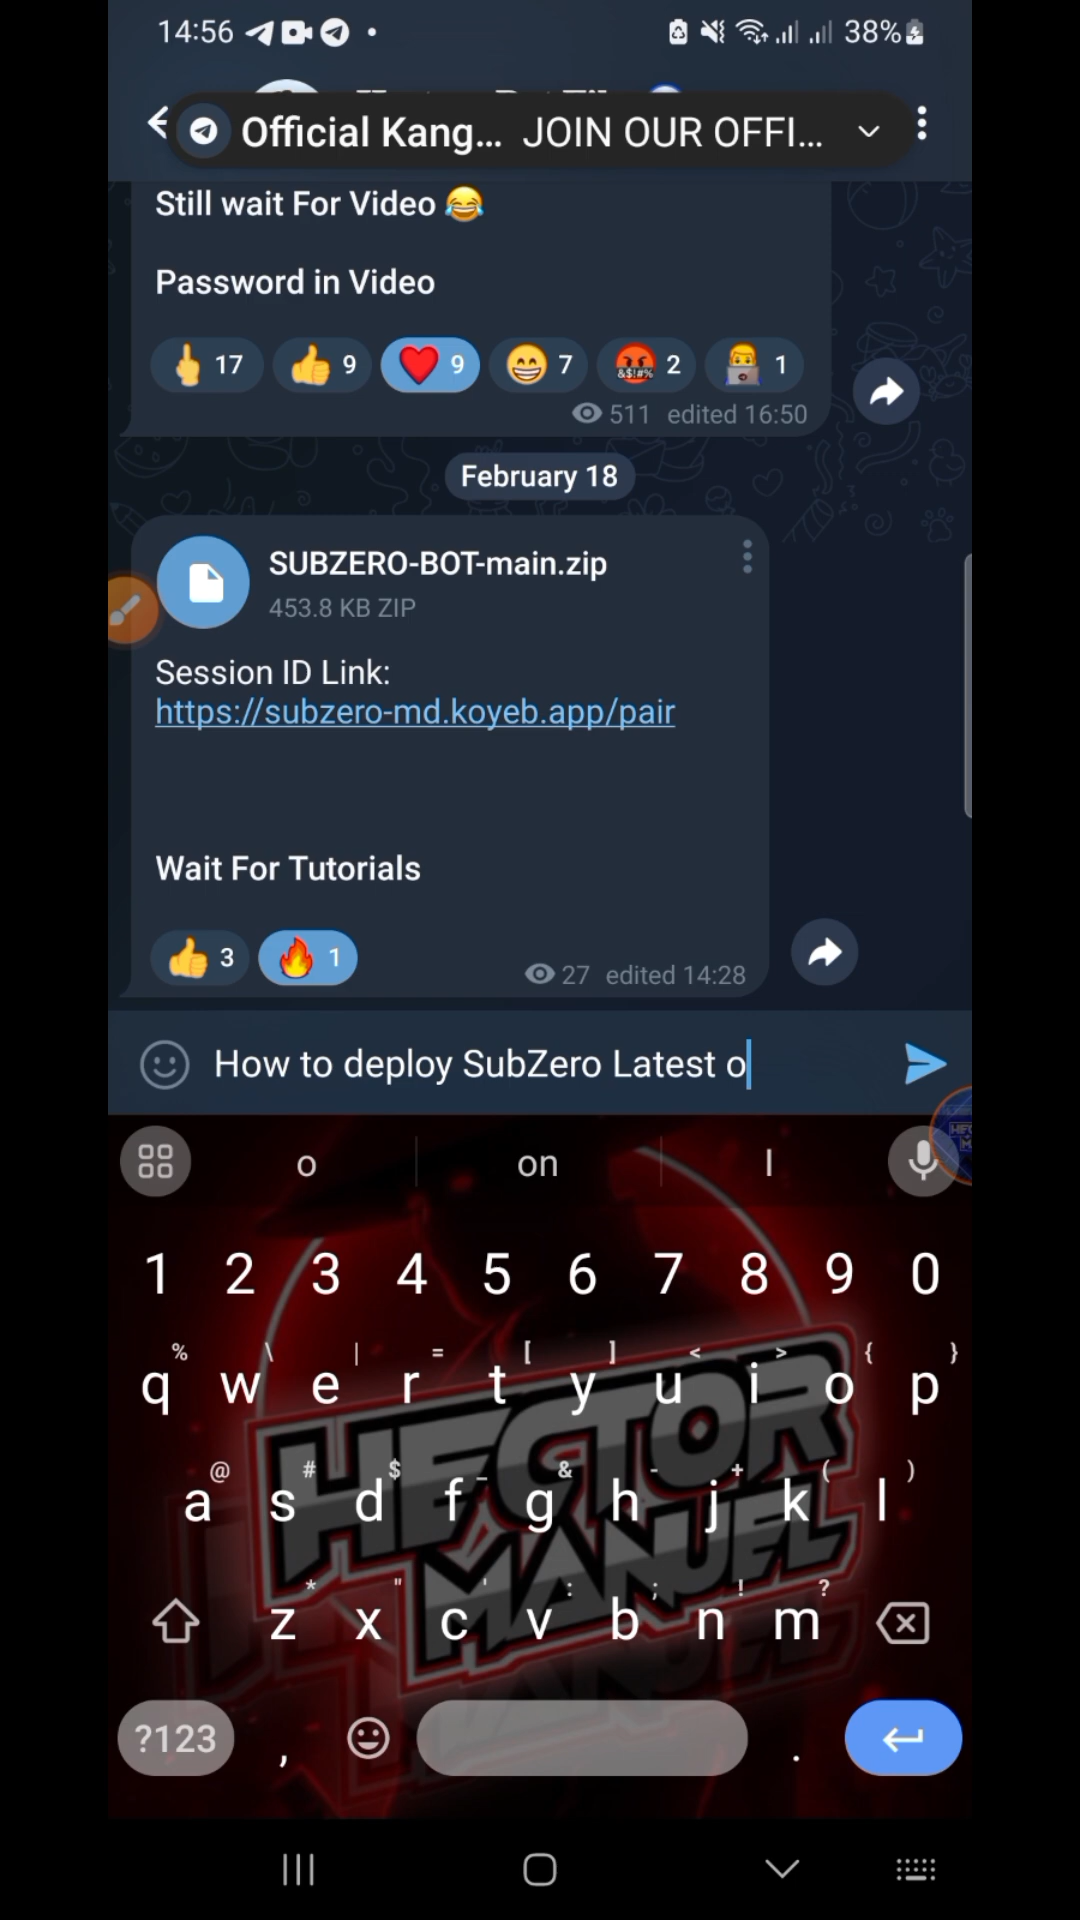 14:56
38%
Official Kang... JOIN OUR OFFI...
Still wait For Video 😂
Password in Video
🖕 17 👍 9 ❤️ 9 😁 7 🤬 2 👨‍💻 1
511 edited 16:50
February 18
SUBZERO-BOT-main.zip
453.8 KB ZIP
Session ID Link:
https://subzero-md.koyeb.app/pair
Wait For Tutorials
👍 3 🔥 1
27 edited 14:28
How to deploy SubZero Latest o
o on I
1 2 3 4 5 6 7 8 9 0
% \ | = [ ] < > { }
q w e r t y u i o p
@ # $ _ & - + ( )
a s d f g h j k l
* " ' : ; ! ?
z x c v b n m
?123 , .
HECTOR
MANUEL